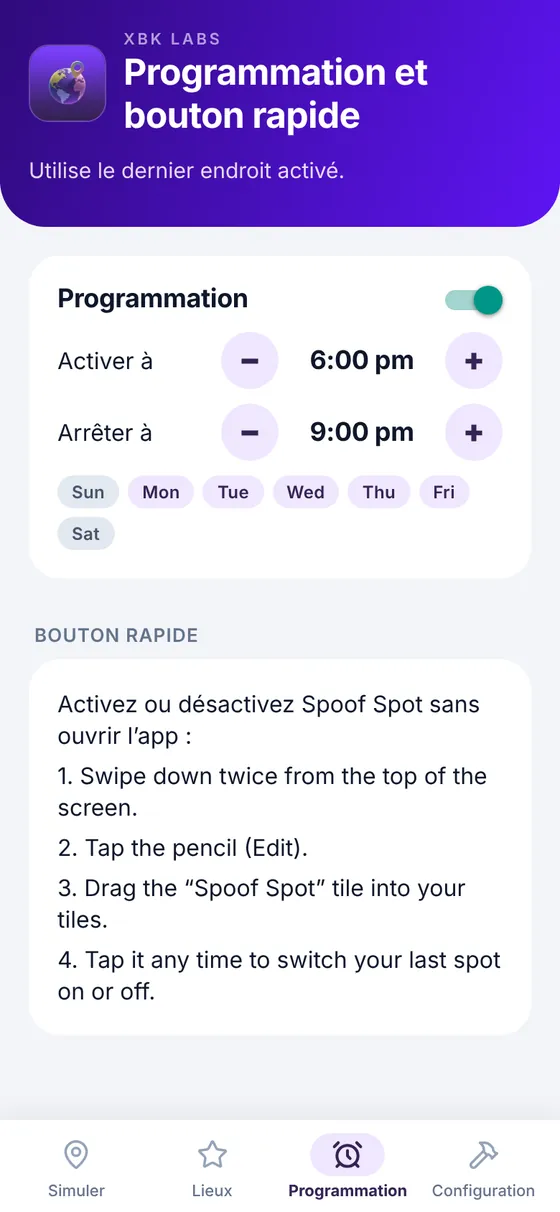 XBK LABS
Programmation et
bouton rapide
Utilise le dernier endroit activé.
Programmation
Activer à − 6:00 pm +
Arrêter à − 9:00 pm +
Sun Mon Tue Wed Thu Fri
Sat
BOUTON RAPIDE
Activez ou désactivez Spoof Spot sans
ouvrir l’app :
1. Swipe down twice from the top of the
screen.
2. Tap the pencil (Edit).
3. Drag the “Spoof Spot” tile into your
tiles.
4. Tap it any time to switch your last spot
on or off.
Simuler Lieux Programmation Configuration